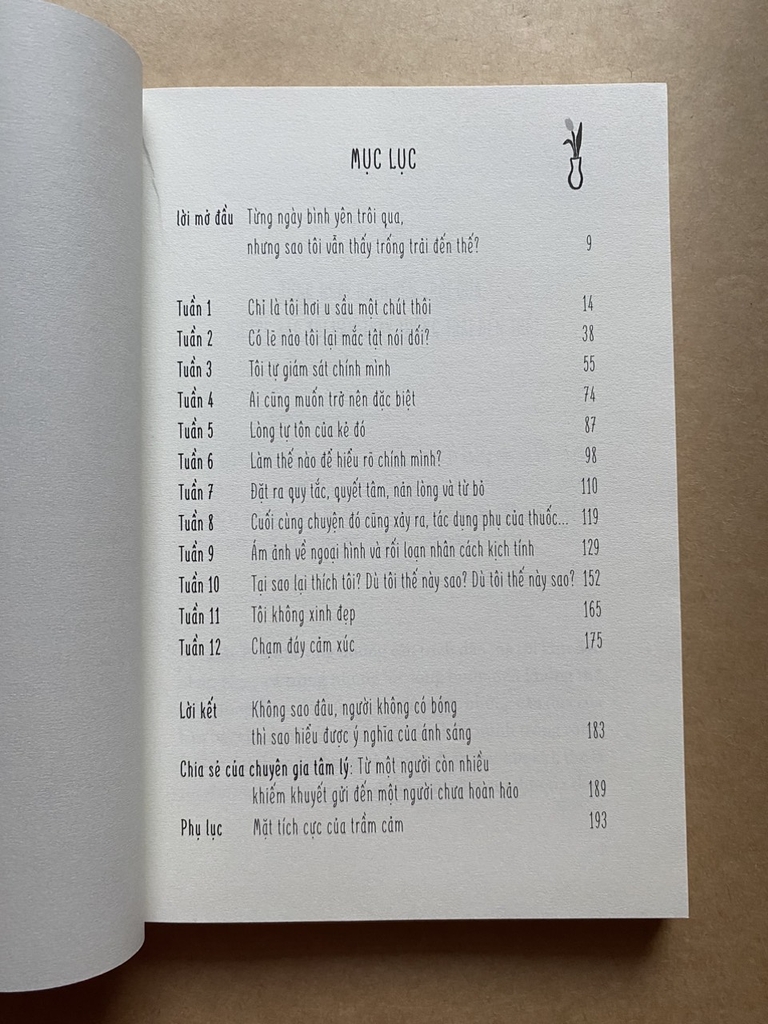 MỤC LỤC
lời mở đầu Từng ngày bình yên trôi qua,
nhưng sao tôi vẫn thấy trống trải đến thế? 9
Tuần 1 Chỉ là tôi hơi u sầu một chút thôi 14
Tuần 2 Có lẽ nào tôi lại mắc tật nói dối? 38
Tuần 3 Tôi tự giám sát chính mình 55
Tuần 4 Ai cũng muốn trở nên đặc biệt 74
Tuần 5 Lòng tự tôn của kẻ đó 87
Tuần 6 Làm thế nào để hiểu rõ chính mình? 98
Tuần 7 Đặt ra quy tắc, quyết tâm, nản lòng và từ bỏ 110
Tuần 8 Cuối cùng chuyện đó cũng xảy ra, tác dụng phụ của thuốc... 119
Tuần 9 Ám ảnh về ngoại hình và rối loạn nhân cách kịch tính 129
Tuần 10 Tại sao lại thích tôi? Dù tôi thế này sao? Dù tôi thế này sao? 152
Tuần 11 Tôi không xinh đẹp 165
Tuần 12 Chạm đáy cảm xúc 175
Lời kết Không sao đâu, người không có bóng
thì sao hiểu được ý nghĩa của ánh sáng 183
Chia sẻ của chuyên gia tâm lý: Từ một người còn nhiều
khiếm khuyết gửi đến một người chưa hoàn hảo 189
Phụ lục Mặt tích cực của trầm cảm 193